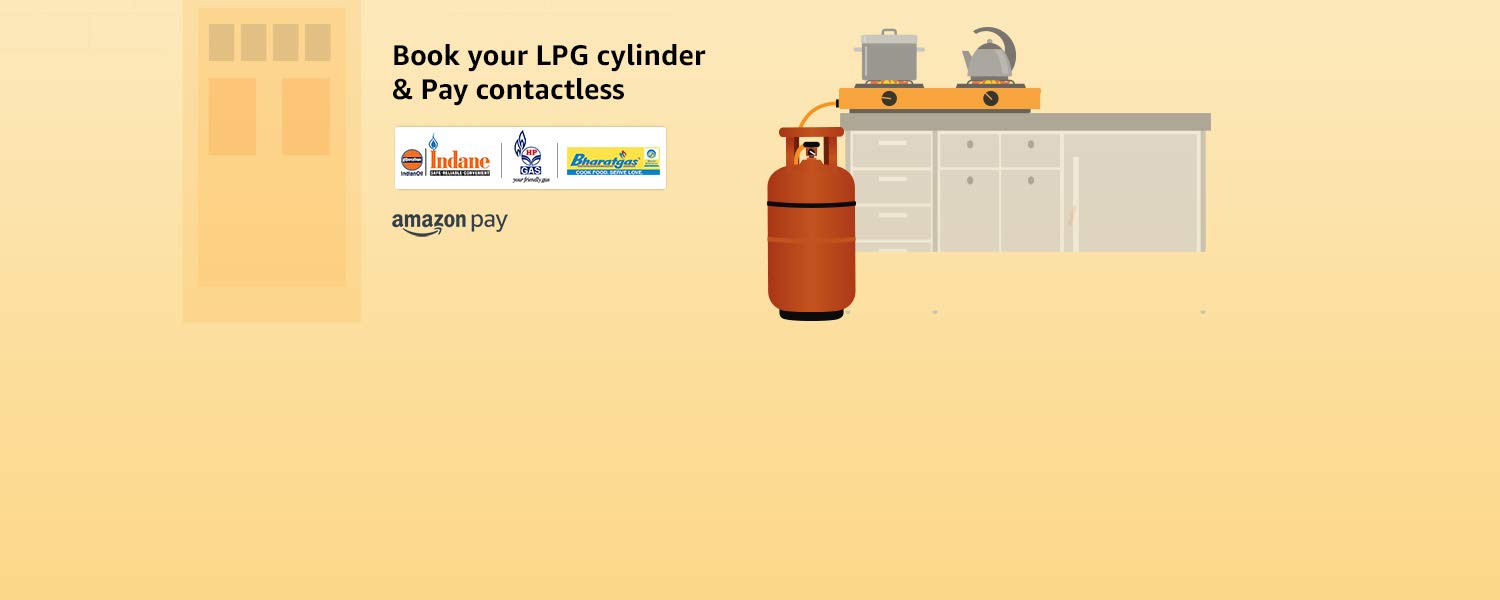 Book your LPG cylinder
& Pay contactless
IndianOil
Indane
SAFE • RELIABLE • CONVENIENT
HP
GAS
your friendly gas
Bharatgas
COOK FOOD. SERVE LOVE.
amazon pay